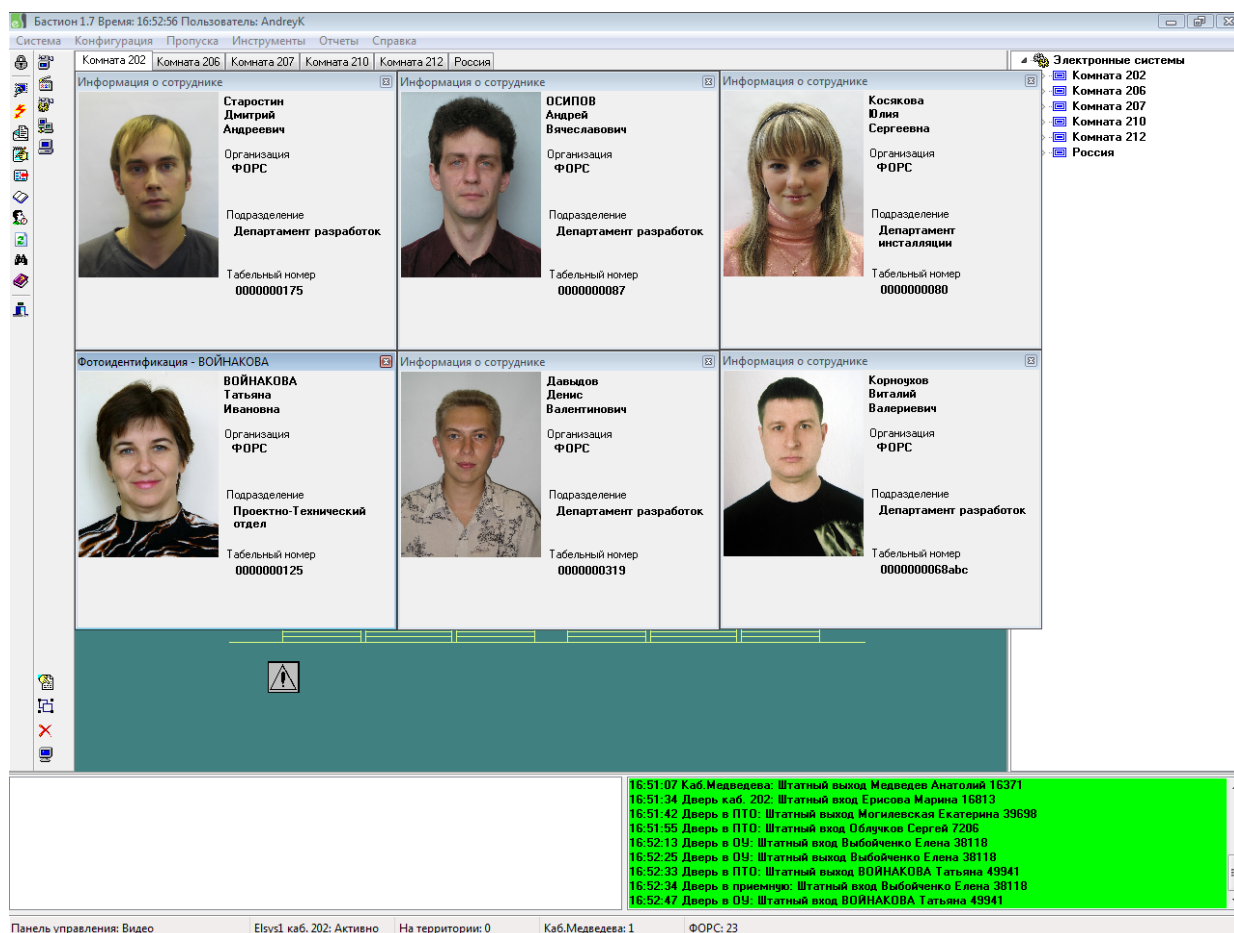 Бастион 1.7 Время: 16:52:56 Пользователь: AndreyK
Система Конфигурация Пропуска Инструменты Отчеты Справка
Комната 202 Комната 206 Комната 207 Комната 210 Комната 212 Россия
Электронные системы
Комната 202
Комната 206
Комната 207
Комната 210
Комната 212
Россия
Информация о сотруднике
Старостин
Дмитрий
Андреевич
Организация
ФОРС
Подразделение
Департамент разработок
Табельный номер
0000000175
Информация о сотруднике
ОСИПОВ
Андрей
Вячеславович
Организация
ФОРС
Подразделение
Департамент разработок
Табельный номер
0000000087
Информация о сотруднике
Косякова
Юлия
Сергеевна
Организация
ФОРС
Подразделение
Департамент
инсталляции
Табельный номер
0000000080
Фотоидентификация - ВОЙНАКОВА
ВОЙНАКОВА
Татьяна
Ивановна
Организация
ФОРС
Подразделение
Проектно-Технический
отдел
Табельный номер
0000000125
Информация о сотруднике
Давыдов
Денис
Валентинович
Организация
ФОРС
Подразделение
Департамент разработок
Табельный номер
0000000319
Информация о сотруднике
Корноухов
Виталий
Валериевич
Организация
ФОРС
Подразделение
Департамент разработок
Табельный номер
0000000068abc
16:51:07 Каб.Медведева: Штатный выход Медведев Анатолий 16371
16:51:34 Дверь каб. 202: Штатный вход Ерисова Марина 16813
16:51:42 Дверь в ПТО: Штатный выход Могилевская Екатерина 39698
16:51:55 Дверь в ПТО: Штатный вход Облучков Сергей 7206
16:52:13 Дверь в ОУ: Штатный вход Выбойченко Елена 38118
16:52:25 Дверь в ОУ: Штатный выход Выбойченко Елена 38118
16:52:33 Дверь в ПТО: Штатный выход ВОЙНАКОВА Татьяна 49941
16:52:34 Дверь в приемную: Штатный вход Выбойченко Елена 38118
16:52:47 Дверь в ОУ: Штатный вход ВОЙНАКОВА Татьяна 49941
Панель управления: Видео Elsys1 каб. 202: Активно На территории: 0 Каб.Медведева: 1 ФОРС: 23